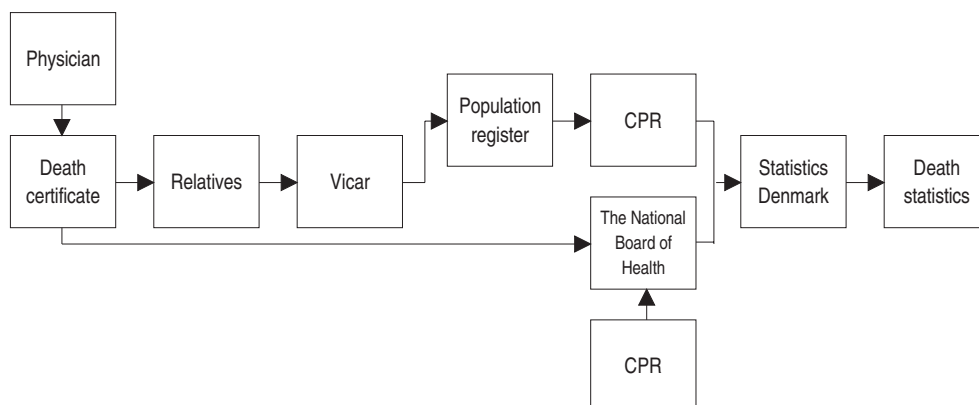 Physician
Death
certificate
Relatives
Vicar
Population
register
CPR
The National
Board of
Health
CPR
Statistics
Denmark
Death
statistics